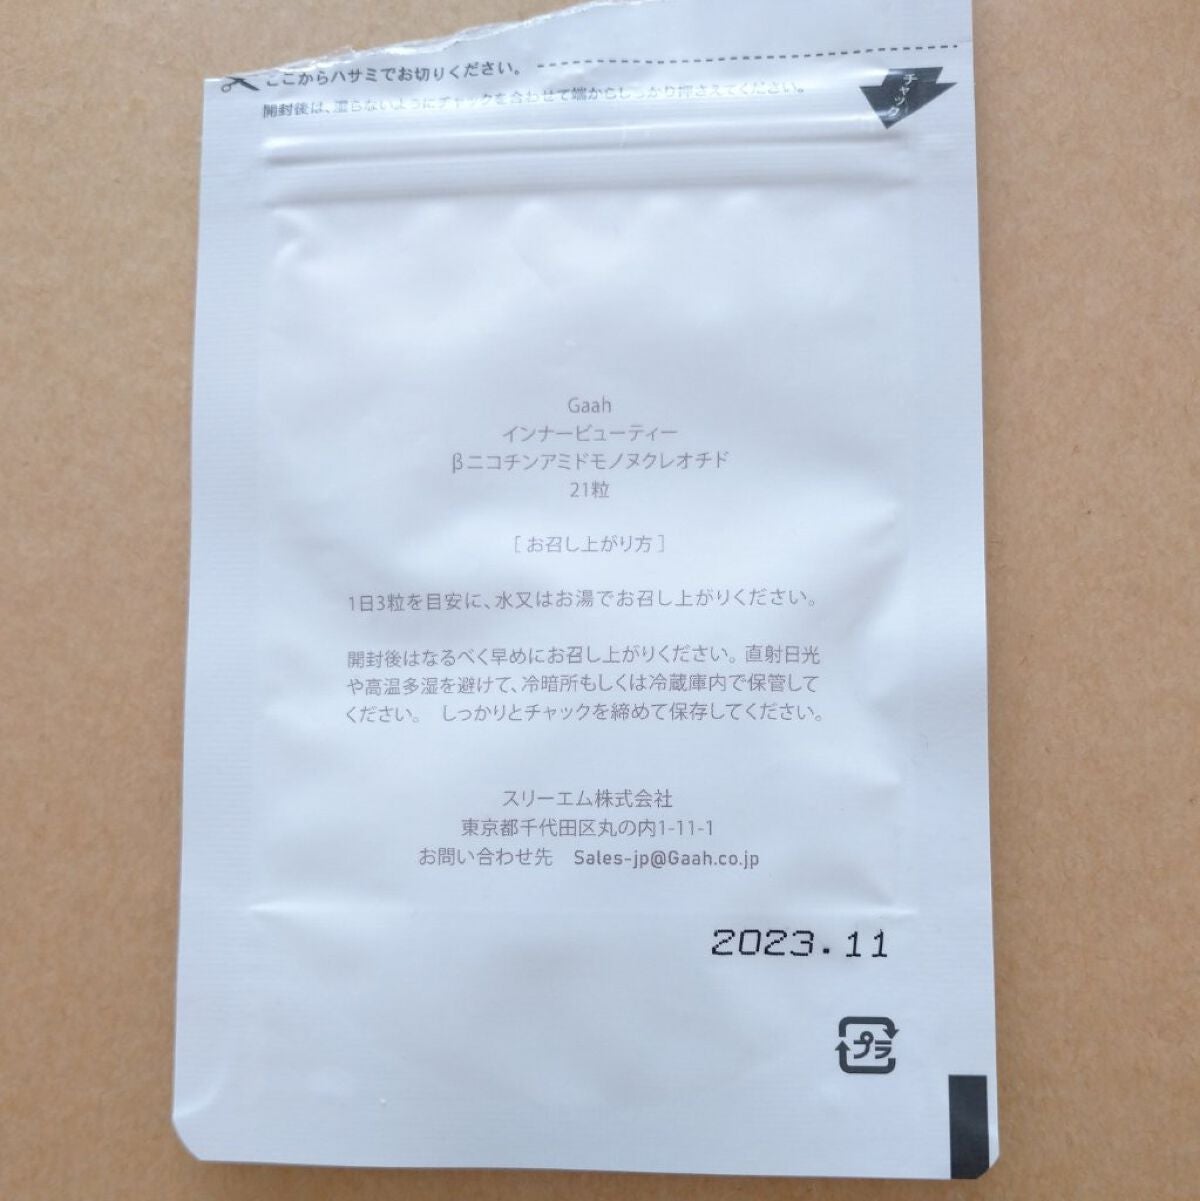 ここからハサミでお切りください。
開封後は、湿らないようにチャックを合わせて端からしっかり押さえてください。
チャック
Gaah
インナービューティー
βニコチンアミドモノヌクレオチド
21粒
［ お召し上がり方 ］
1日3粒を目安に、水又はお湯でお召し上がりください。
開封後はなるべく早めにお召し上がりください。直射日光
や高温多湿を避けて、冷暗所もしくは冷蔵庫内で保管して
ください。 しっかりとチャックを締めて保存してください。
スリーエム株式会社
東京都千代田区丸の内1-11-1
お問い合わせ先 Sales-jp@Gaah.co.jp
2023.11
プラ